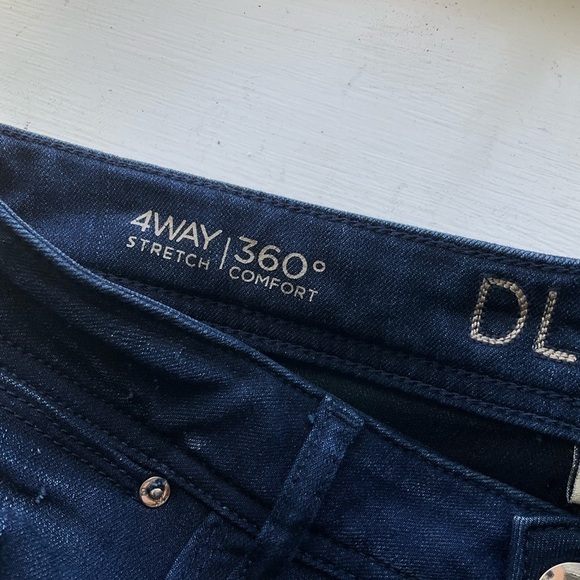 4WAY | 360°
STRETCH | COMFORT
DL